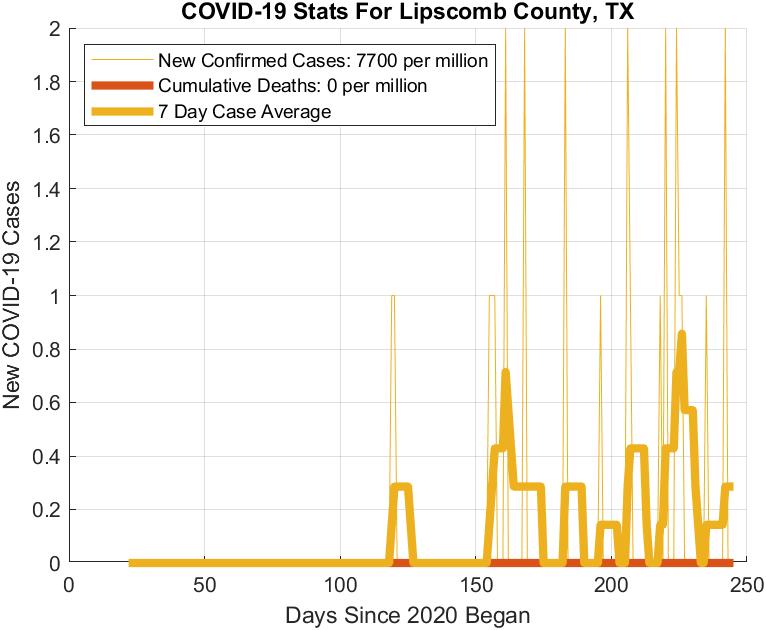 COVID-19 Stats For Lipscomb County, TX
2
1.8
1.6
1.4
1.2
1
0.8
0.6
0.4
0.2
0
New COVID-19 Cases
New Confirmed Cases: 7700 per million
Cumulative Deaths: 0 per million
7 Day Case Average
0 50 100 150 200 250
Days Since 2020 Began